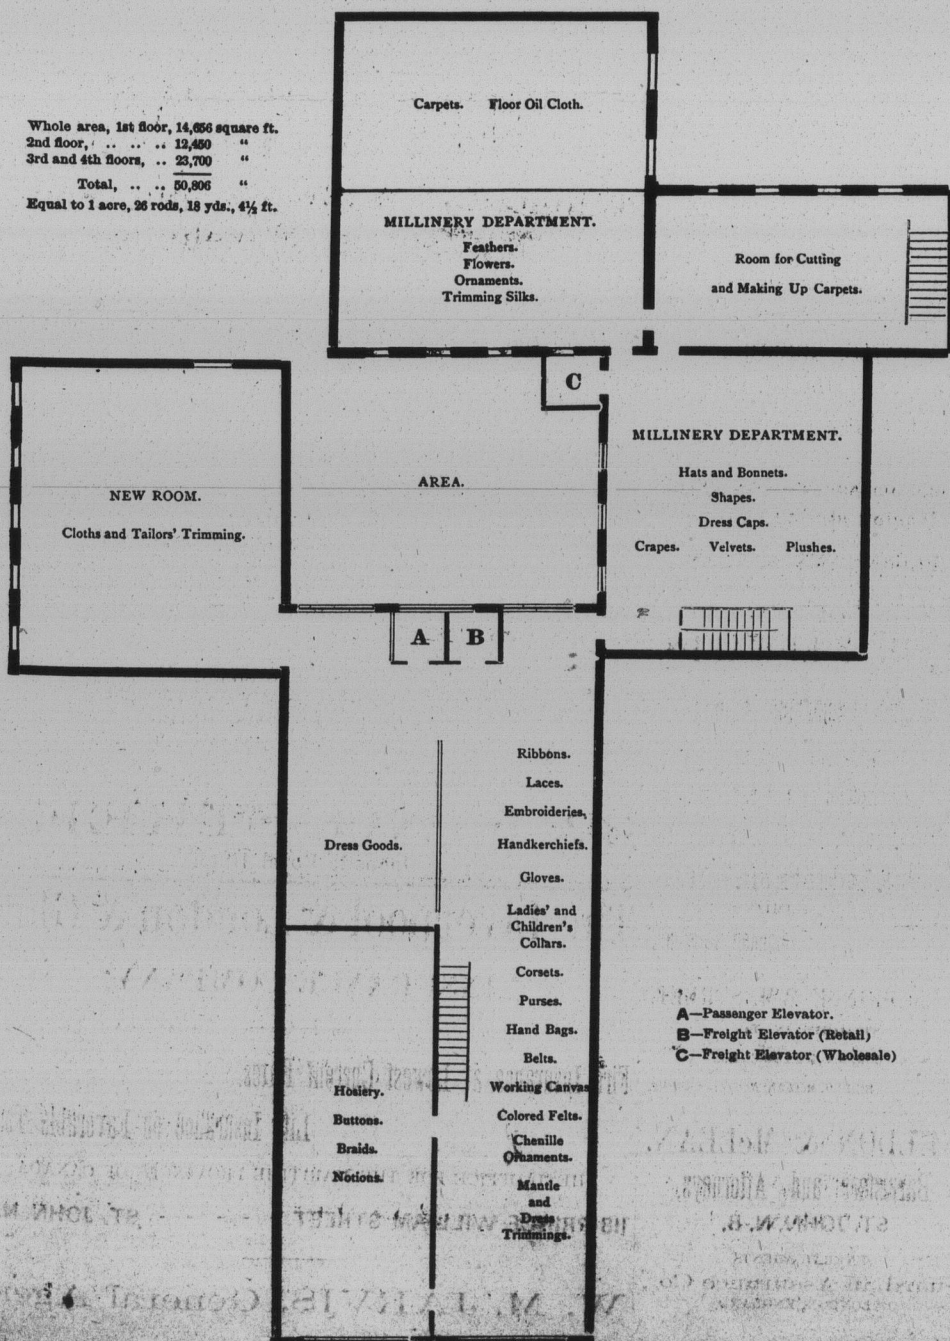 Whole area, 1st floor, 14,656 square ft.
2nd floor, .. .. .. 12,450 "
3rd and 4th floors, .. 23,700 "
Total, .. .. 50,806 "
Equal to 1 acre, 26 rods, 18 yds., 4½ ft.
Carpets. Floor Oil Cloth.
MILLINERY DEPARTMENT.
Feathers.
Flowers.
Ornaments.
Trimming Silks.
Room for Cutting
and Making Up Carpets.
C
NEW ROOM.
Cloths and Tailors' Trimming.
AREA.
MILLINERY DEPARTMENT.
Hats and Bonnets.
Shapes.
Dress Caps.
Crapes. Velvets. Plushes.
A B
Dress Goods.
Ribbons.
Laces.
Embroideries,
Handkerchiefs.
Gloves.
Ladies' and
Children's
Collars.
Corsets.
Purses.
Hand Bags.
Belts.
Working Canvas
Colored Felts.
Chenille
Ornaments.
Mantle
and
Dress
Trimmings.
Hosiery.
Buttons.
Braids.
Notions.
A—Passenger Elevator.
B—Freight Elevator (Retail)
C—Freight Elevator (Wholesale)